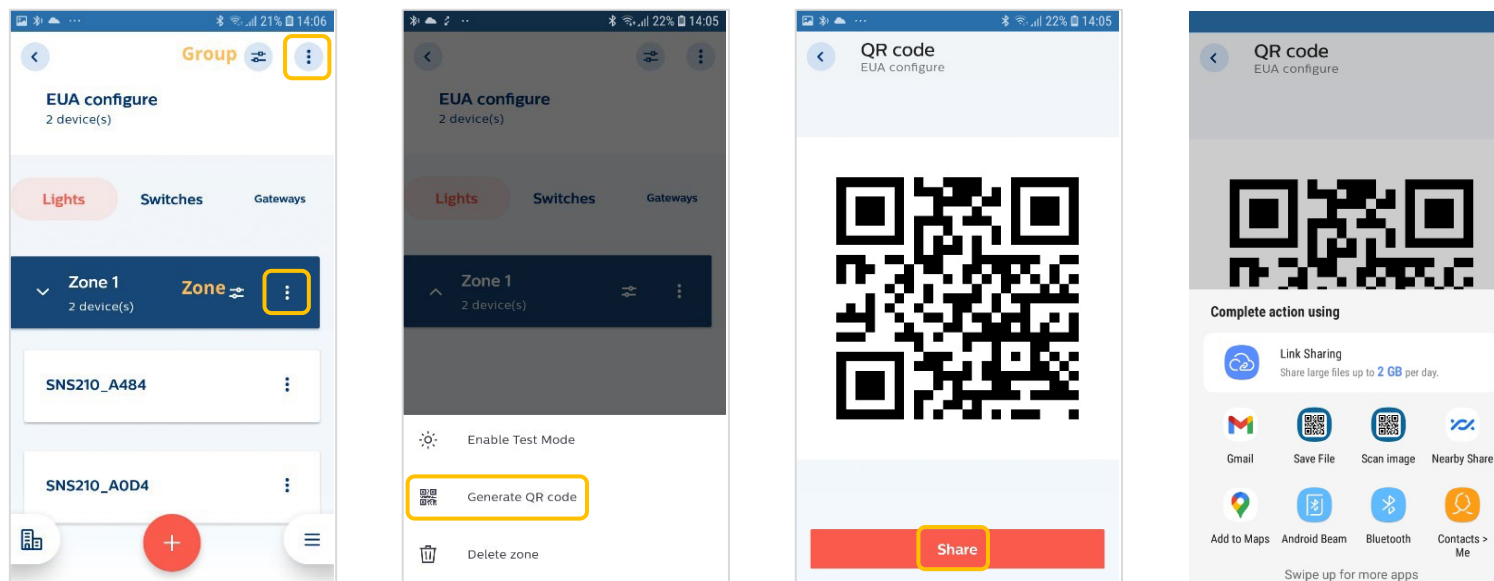 21% 14:06
Group
EUA configure
2 device(s)
Lights Switches Gateways
Zone 1
Zone
2 device(s)
SNS210_A484
SNS210_A0D4
22% 14:05
EUA configure
2 device(s)
Lights Switches Gateways
Zone 1
2 device(s)
Enable Test Mode
Generate QR code
Delete zone
22% 14:05
QR code
EUA configure
Share
QR code
EUA configure
Complete action using
Link Sharing
Share large files up to 2 GB per day.
Gmail Save File Scan image Nearby Share
Add to Maps Android Beam Bluetooth Contacts >
Me
Swipe up for more apps